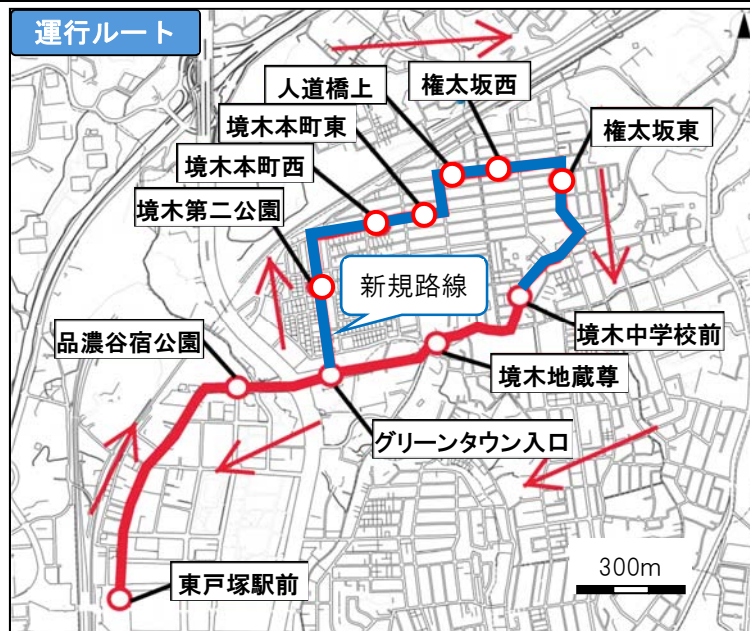 運行ルート
人道橋上
権太坂西
境木本町東
権太坂東
境木本町西
境木第二公園
新規路線
品濃谷宿公園
境木中学校前
境木地蔵尊
グリーンタウン入口
300m
東戸塚駅前